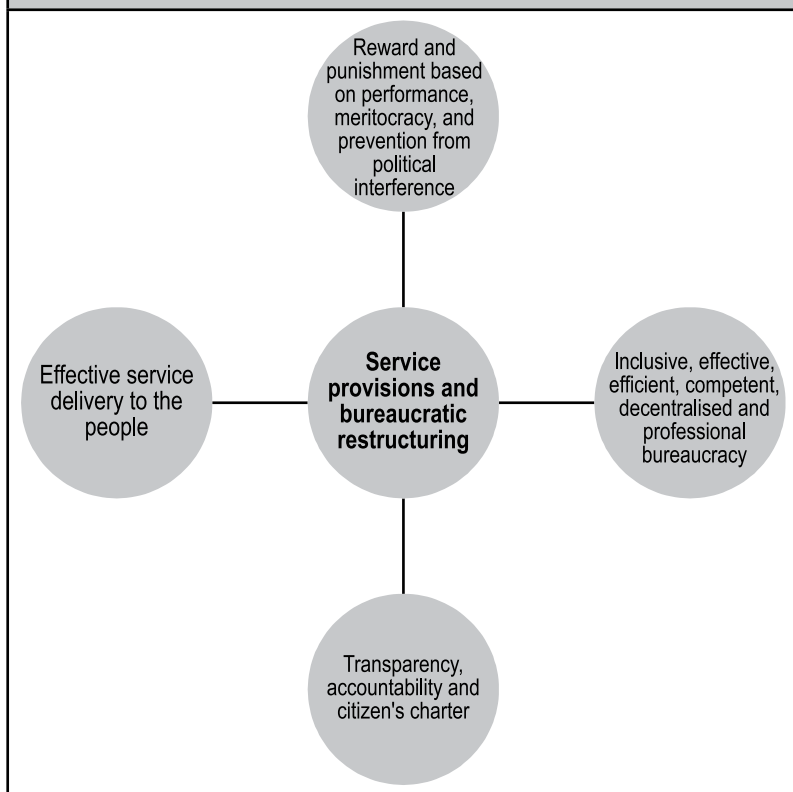 Reward and
punishment based
on performance,
meritocracy, and
prevention from
political
interference
Effective service
delivery to the
people
Service
provisions and
bureaucratic
restructuring
Inclusive, effective,
efficient, competent,
decentralised and
professional
bureaucracy
Transparency,
accountability and
citizen's charter